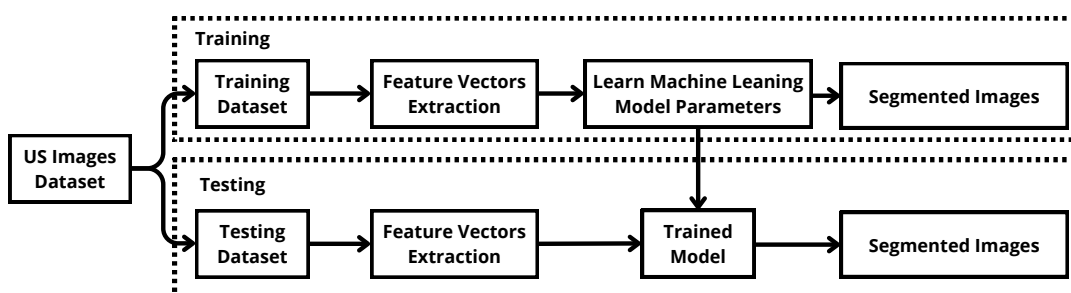 Training
Training
Dataset
Feature Vectors
Extraction
Learn Machine Leaning
Model Parameters
Segmented Images
US Images
Dataset
Testing
Testing
Dataset
Feature Vectors
Extraction
Trained
Model
Segmented Images